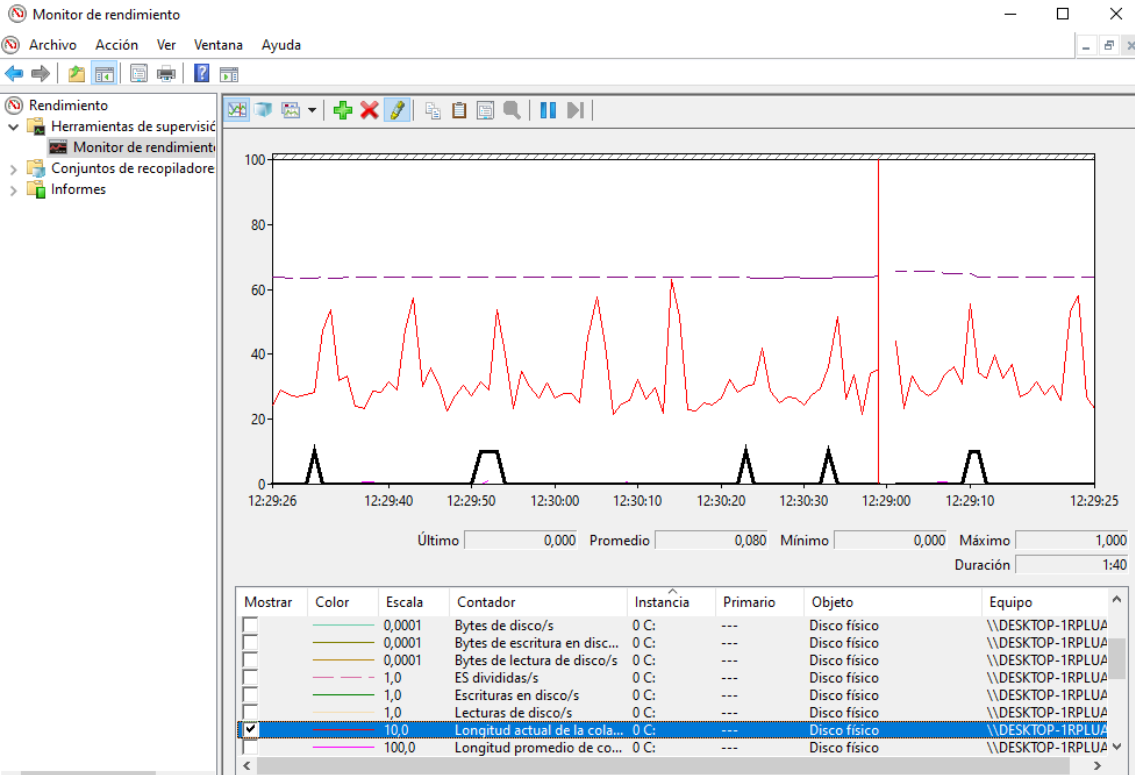 Monitor de rendimiento
Archivo Acción Ver Ventana Ayuda
Rendimiento
Herramientas de supervisió
Monitor de rendimient
Conjuntos de recopiladore
Informes
100
80
60
40
20
0
12:29:26 12:29:40 12:29:50 12:30:00 12:30:10 12:30:20 12:30:30 12:29:00 12:29:10 12:29:25
Último 0,000 Promedio 0,080 Mínimo 0,000 Máximo 1,000
Duración 1:40
Mostrar Color Escala Contador Instancia Primario Objeto Equipo
0,0001 Bytes de disco/s 0 C: --- Disco físico \\DESKTOP-1RPLUA
0,0001 Bytes de escritura en disc... 0 C: --- Disco físico \\DESKTOP-1RPLUA
0,0001 Bytes de lectura de disco/s 0 C: --- Disco físico \\DESKTOP-1RPLUA
1,0 ES divididas/s 0 C: --- Disco físico \\DESKTOP-1RPLUA
1,0 Escrituras en disco/s 0 C: --- Disco físico \\DESKTOP-1RPLUA
1,0 Lecturas de disco/s 0 C: --- Disco físico \\DESKTOP-1RPLUA
10,0 Longitud actual de la cola... 0 C: --- Disco físico \\DESKTOP-1RPLUA
100,0 Longitud promedio de co... 0 C: --- Disco físico \\DESKTOP-1RPLUA